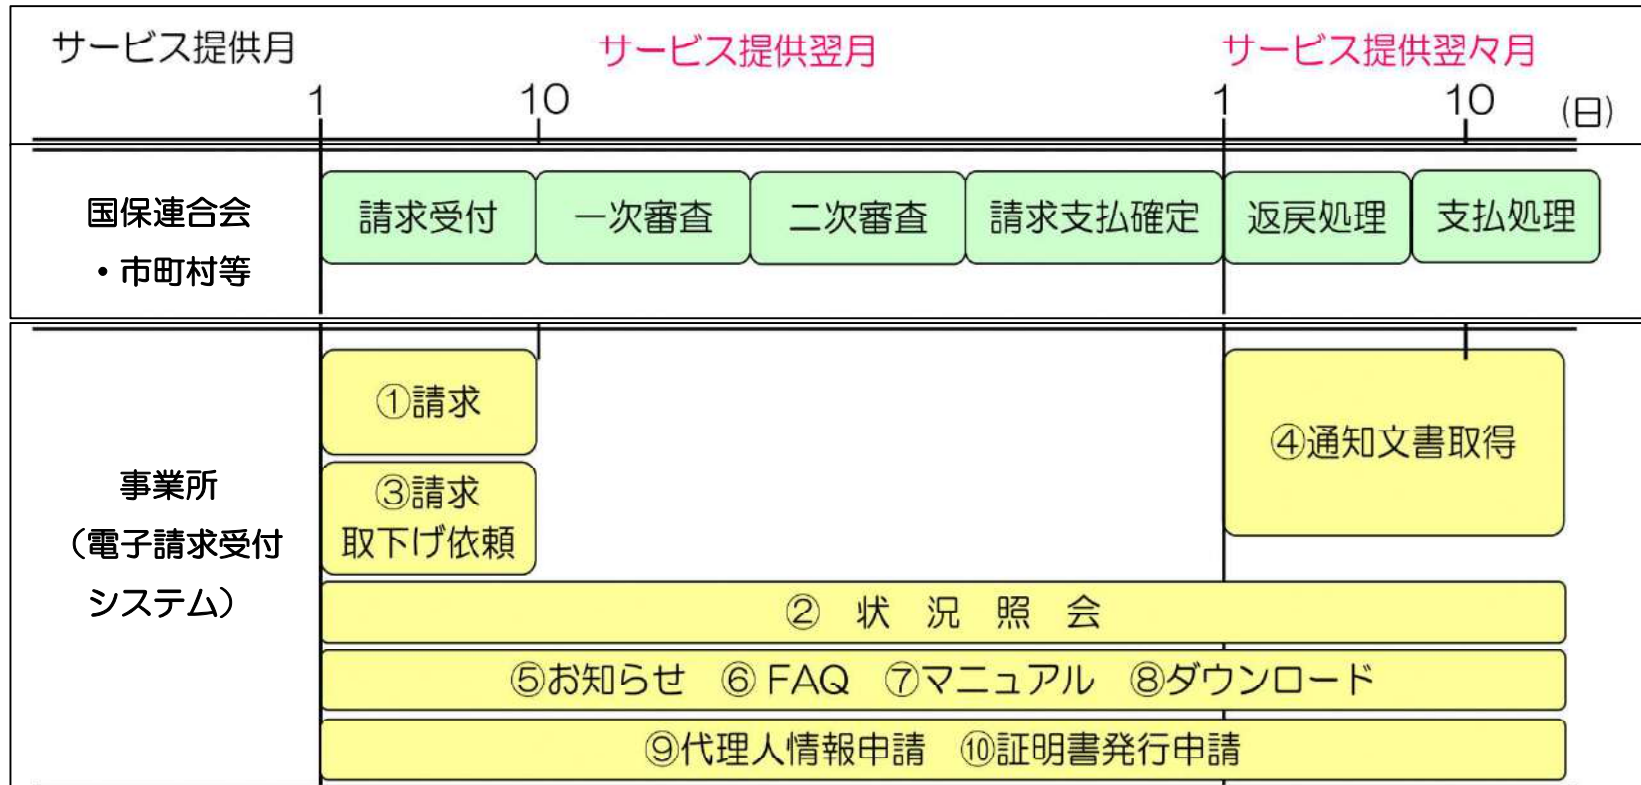 サービス提供月
サービス提供翌月
サービス提供翌々月
1
10
1
10
(日)
国保連合会
・市町村等
請求受付
一次審査
二次審査
請求支払確定
返戻処理
支払処理
事業所
（電子請求受付
システム）
①請求
③請求
取下げ依頼
④通知文書取得
② 状 況 照 会
⑤お知らせ ⑥FAQ ⑦マニュアル ⑧ダウンロード
⑨代理人情報申請 ⑩証明書発行申請